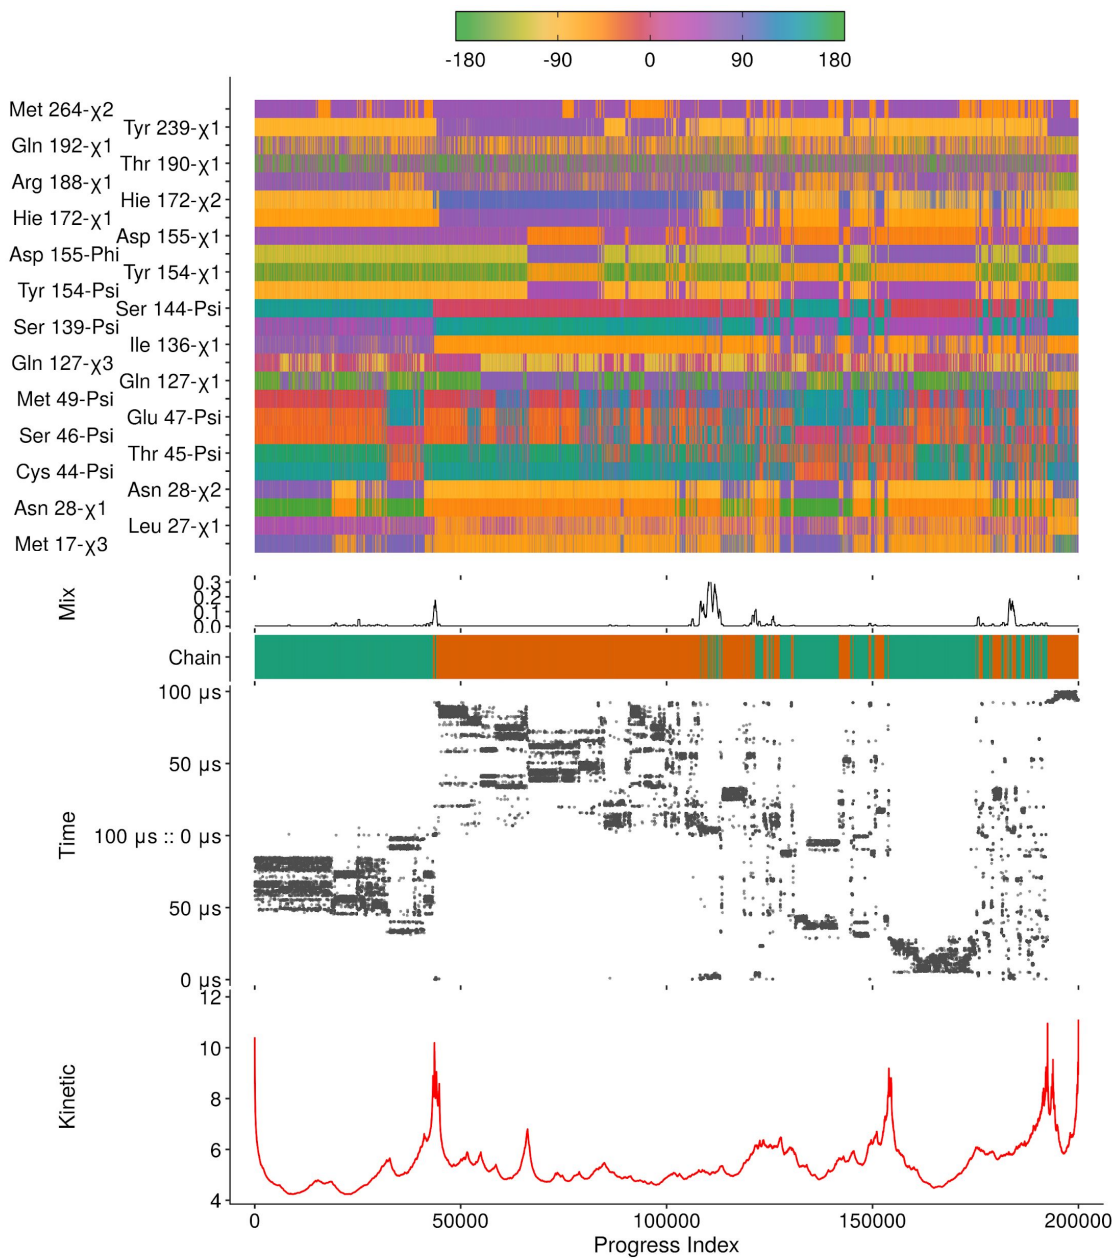 -180 -90 0 90 180
Met 264-χ2
Tyr 239-χ1
Gln 192-χ1
Thr 190-χ1
Arg 188-χ1
Hie 172-χ2
Hie 172-χ1
Asp 155-χ1
Asp 155-Phi
Tyr 154-χ1
Tyr 154-Psi
Ser 144-Psi
Ser 139-Psi
Ile 136-χ1
Gln 127-χ3
Gln 127-χ1
Met 49-Psi
Glu 47-Psi
Ser 46-Psi
Thr 45-Psi
Cys 44-Psi
Asn 28-χ2
Asn 28-χ1
Leu 27-χ1
Met 17-χ3
Mix
0.3
0.2
0.1
0.0
Chain
Time
100 µs
50 µs
100 µs :: 0 µs
50 µs
0 µs
Kinetic
12
10
8
6
4
0 50000 100000 150000 200000
Progress Index